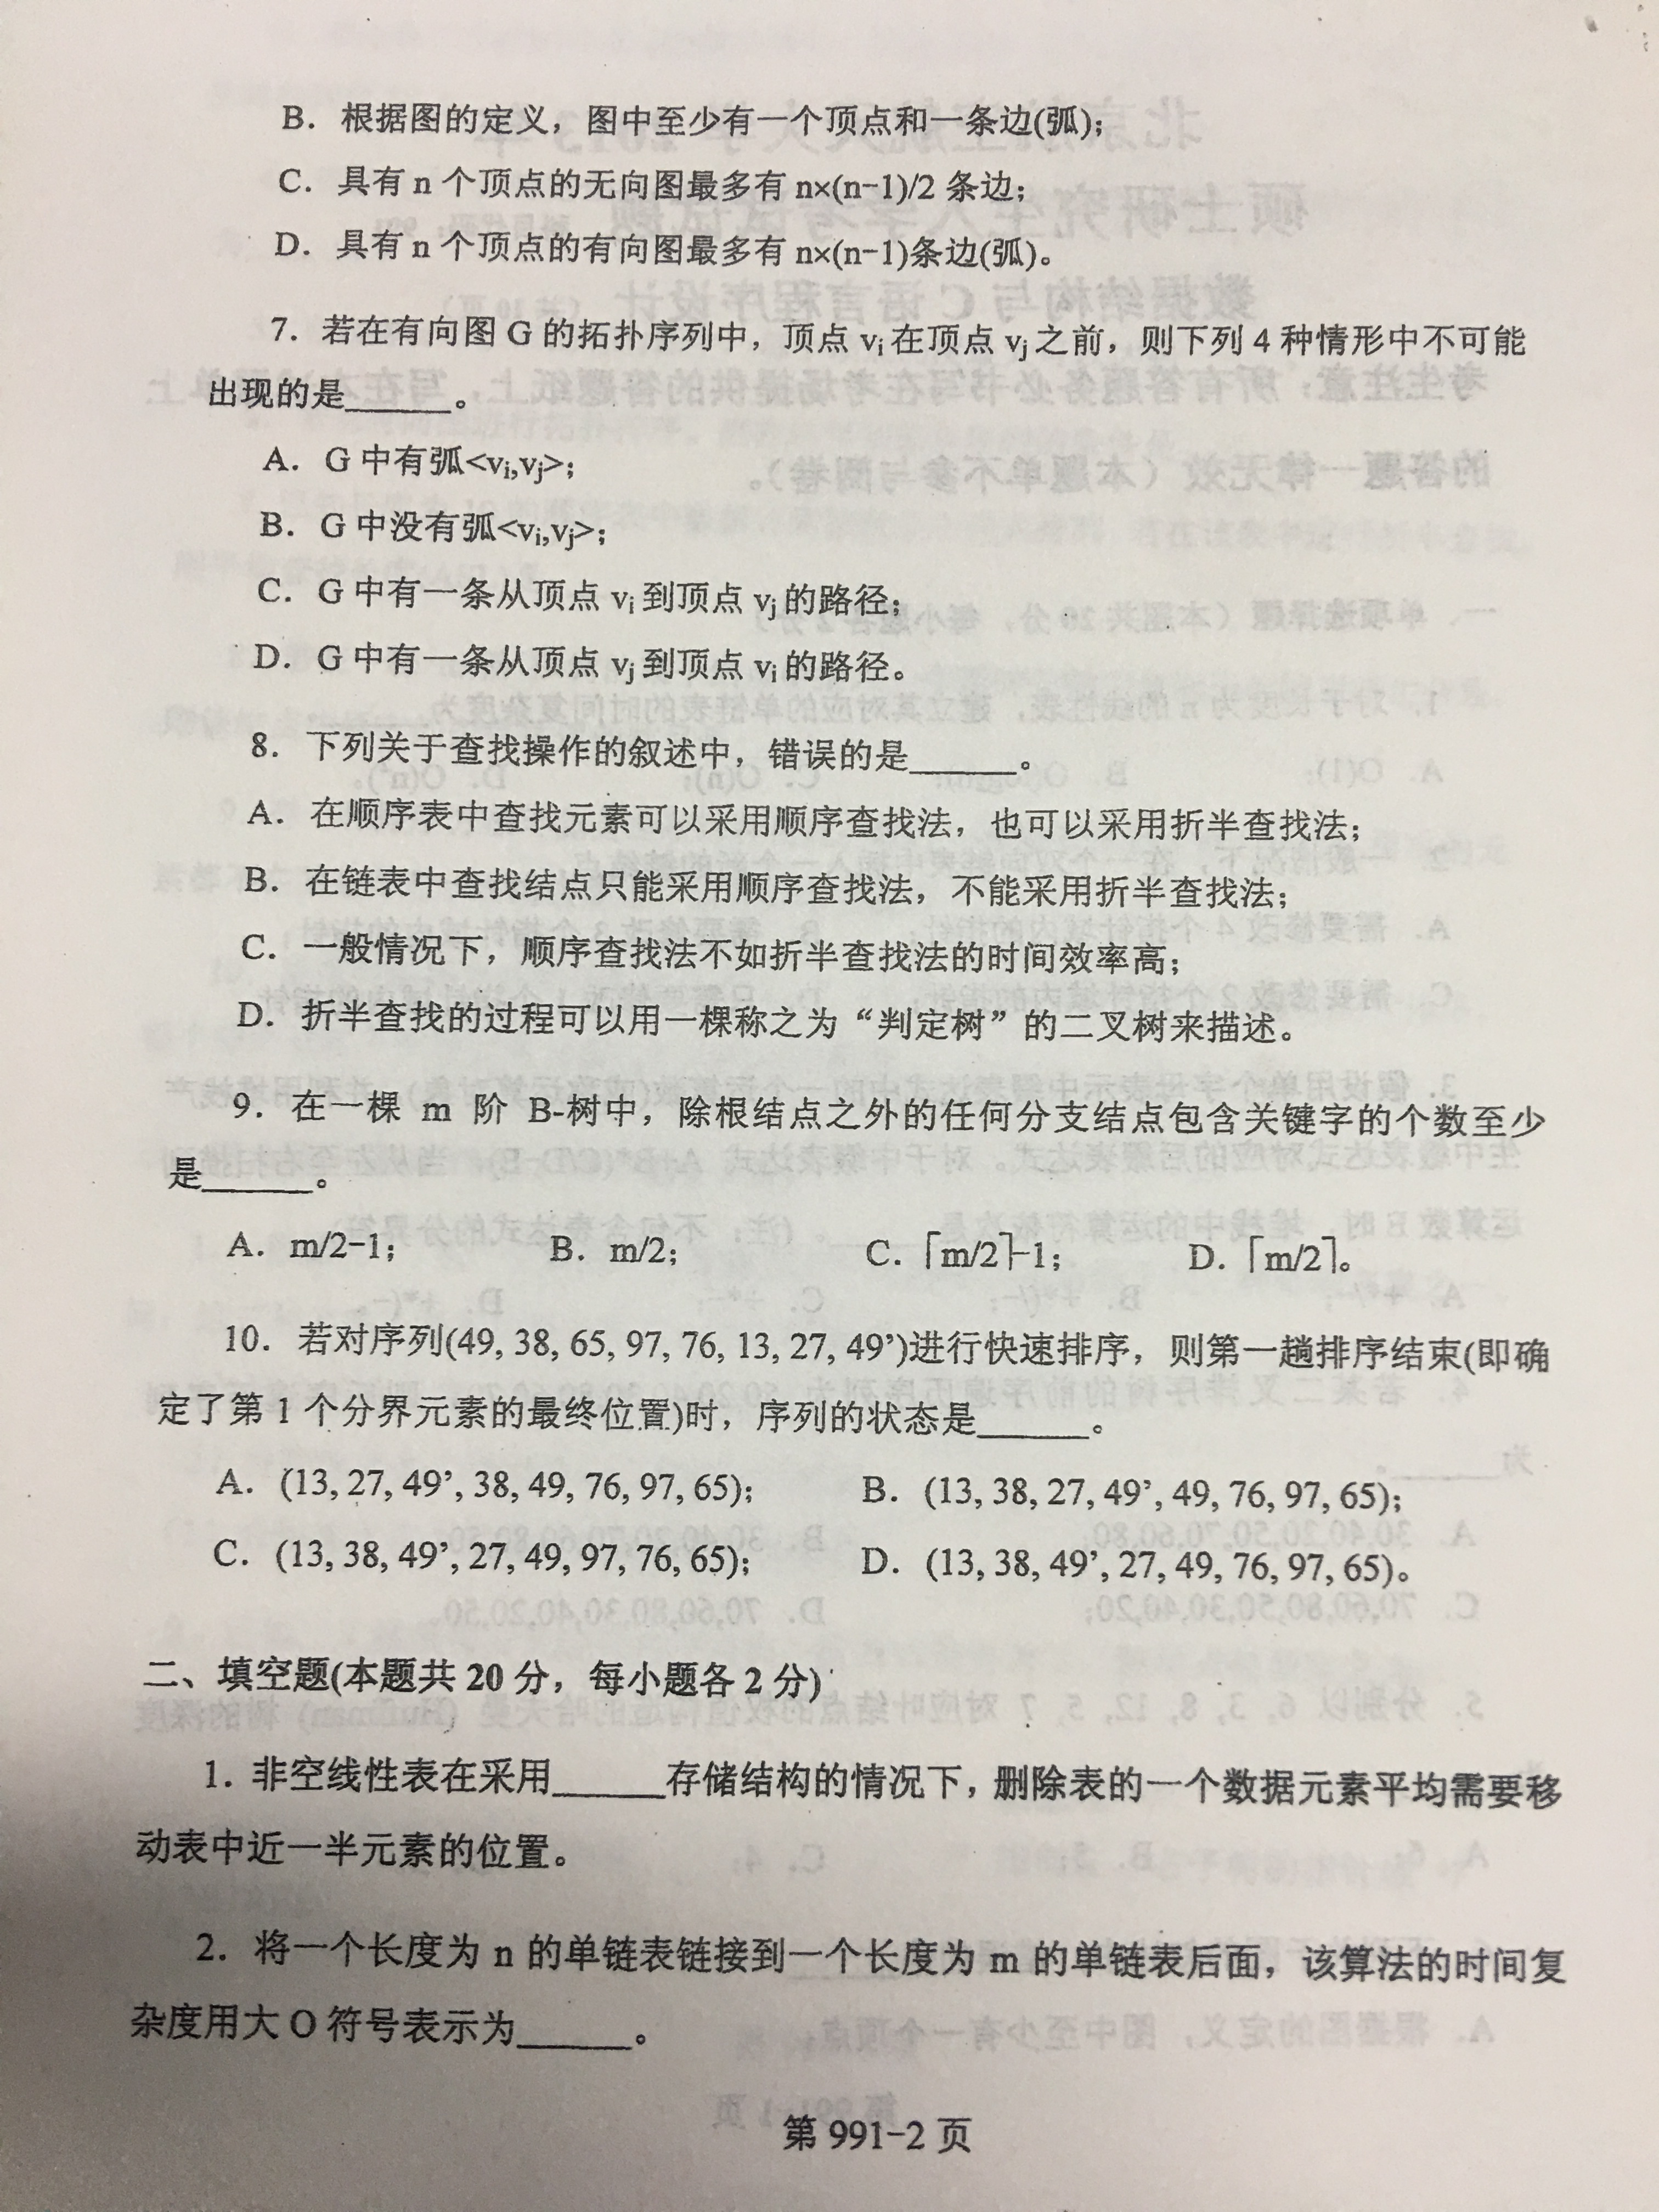 B. 根据图的定义，图中至少有一个顶点和一条边(弧)；
C. 具有 n 个顶点的无向图最多有 n×(n-1)/2 条边；
D. 具有 n 个顶点的有向图最多有 n×(n-1)条边(弧)。
7. 若在有向图 G 的拓扑序列中，顶点 vi 在顶点 vj 之前，则下列 4 种情形中不可能
出现的是______。
A. G 中有弧<vi,vj>；
B. G 中没有弧<vi,vj>；
C. G 中有一条从顶点 vi 到顶点 vj 的路径；
D. G 中有一条从顶点 vj 到顶点 vi 的路径。
8. 下列关于查找操作的叙述中，错误的是______。
A. 在顺序表中查找元素可以采用顺序查找法，也可以采用折半查找法；
B. 在链表中查找结点只能采用顺序查找法，不能采用折半查找法；
C. 一般情况下，顺序查找法不如折半查找法的时间效率高；
D. 折半查找的过程可以用一棵称之为“判定树”的二叉树来描述。
9. 在一棵 m 阶 B-树中，除根结点之外的任何分支结点包含关键字的个数至少
是______。
A. m/2-1； B. m/2； C. ⌈m/2⌉-1； D. ⌈m/2⌉。
10. 若对序列(49, 38, 65, 97, 76, 13, 27, 49’)进行快速排序，则第一趟排序结束(即确
定了第 1 个分界元素的最终位置)时，序列的状态是______。
A. (13, 27, 49’, 38, 49, 76, 97, 65)； B. (13, 38, 27, 49’, 49, 76, 97, 65)；
C. (13, 38, 49’, 27, 49, 97, 76, 65)； D. (13, 38, 49’, 27, 49, 76, 97, 65)。
二、填空题(本题共 20 分，每小题各 2 分)
1. 非空线性表在采用______存储结构的情况下，删除表的一个数据元素平均需要移
动表中近一半元素的位置。
2. 将一个长度为 n 的单链表链接到一个长度为 m 的单链表后面，该算法的时间复
杂度用大 O 符号表示为______。
第 991-2 页